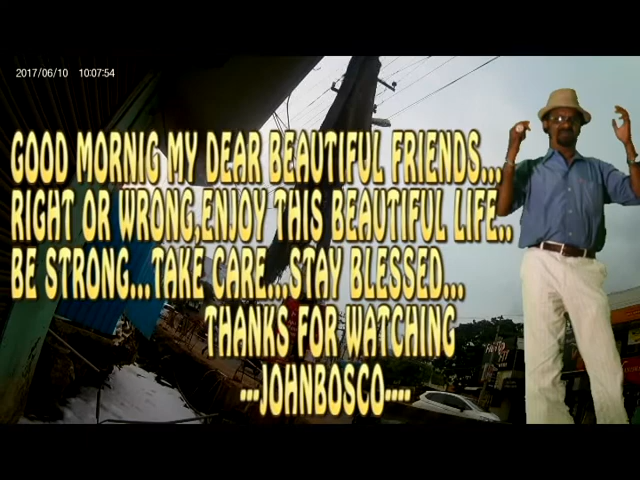 2017/06/10 10:07:54
GOOD MORNIG MY DEAR BEAUTIFUL FRIENDS...
RIGHT OR WRONG,ENJOY THIS BEAUTIFUL LIFE..
BE STRONG...TAKE CARE...STAY BLESSED...
THANKS FOR WATCHING
---JOHNBOSCO----